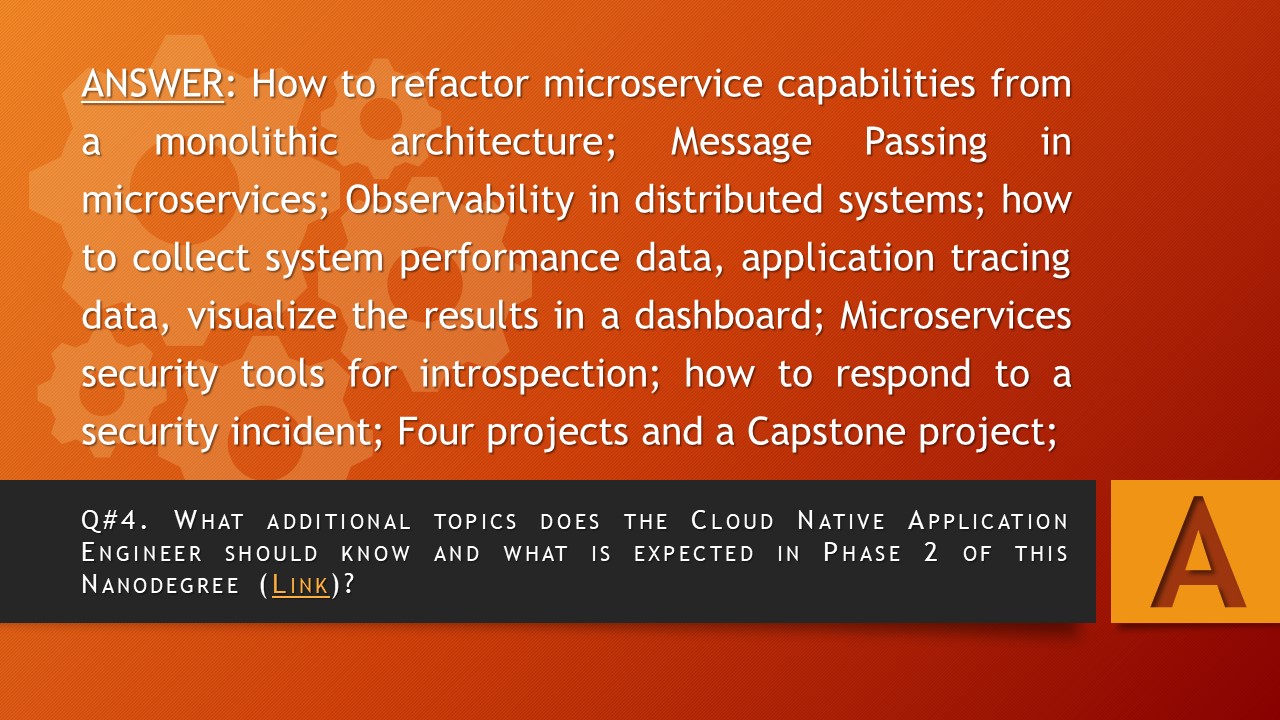 ANSWER: How to refactor microservice capabilities from
a monolithic architecture; Message Passing in
microservices; Observability in distributed systems; how
to collect system performance data, application tracing
data, visualize the results in a dashboard; Microservices
security tools for introspection; how to respond to a
security incident; Four projects and a Capstone project;
Q#4. What additional topics does the Cloud Native Application
Engineer should know and what is expected in Phase 2 of this
Nanodegree (Link)?
A